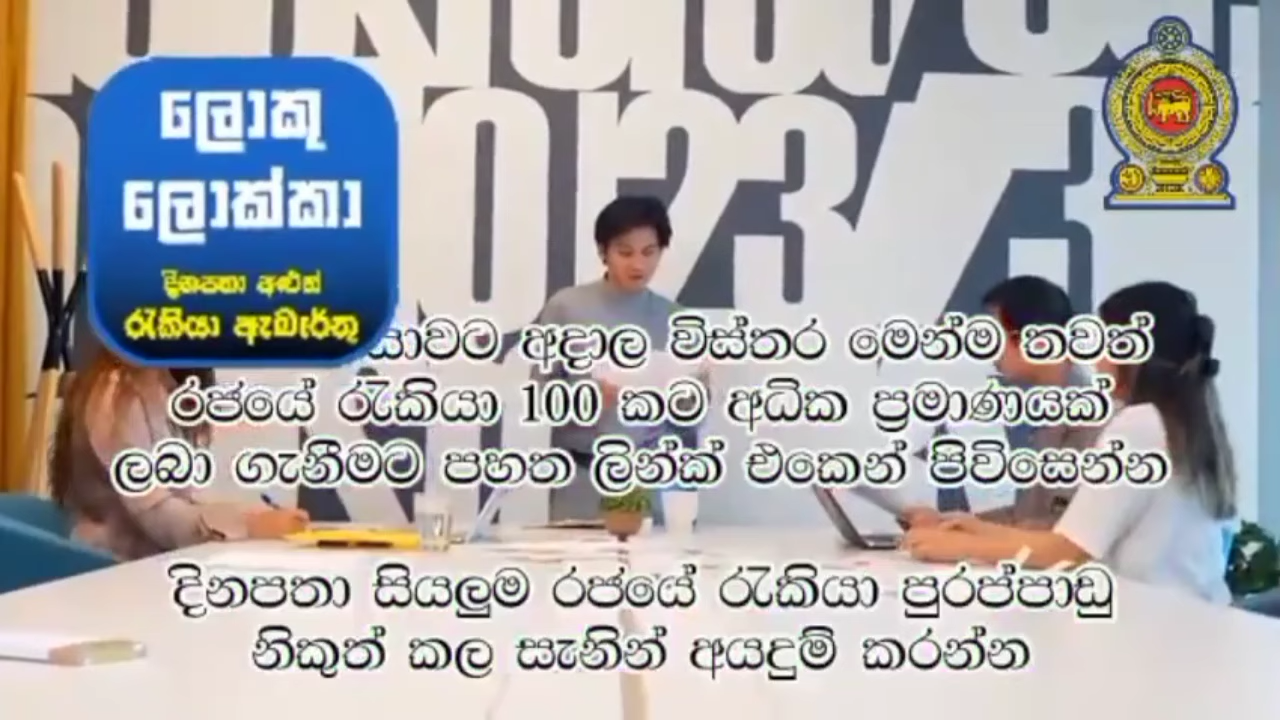 ලොකු
ලොක්කා
දිනපතා අළුත්
රැකියා ඇබෑර්තු
සාවට අදාල විස්තර මෙන්ම තවත්
රජයේ රැකියා 100 කට අධික ප්‍රමාණයක්
ලබා ගැනීමට පහත ලින්ක් එකෙන් පිවිසෙන්න
දිනපතා සියලුම රජයේ රැකියා පුරප්පාඩු
නිකුත් කල සැනින් අයදුම් කරන්න